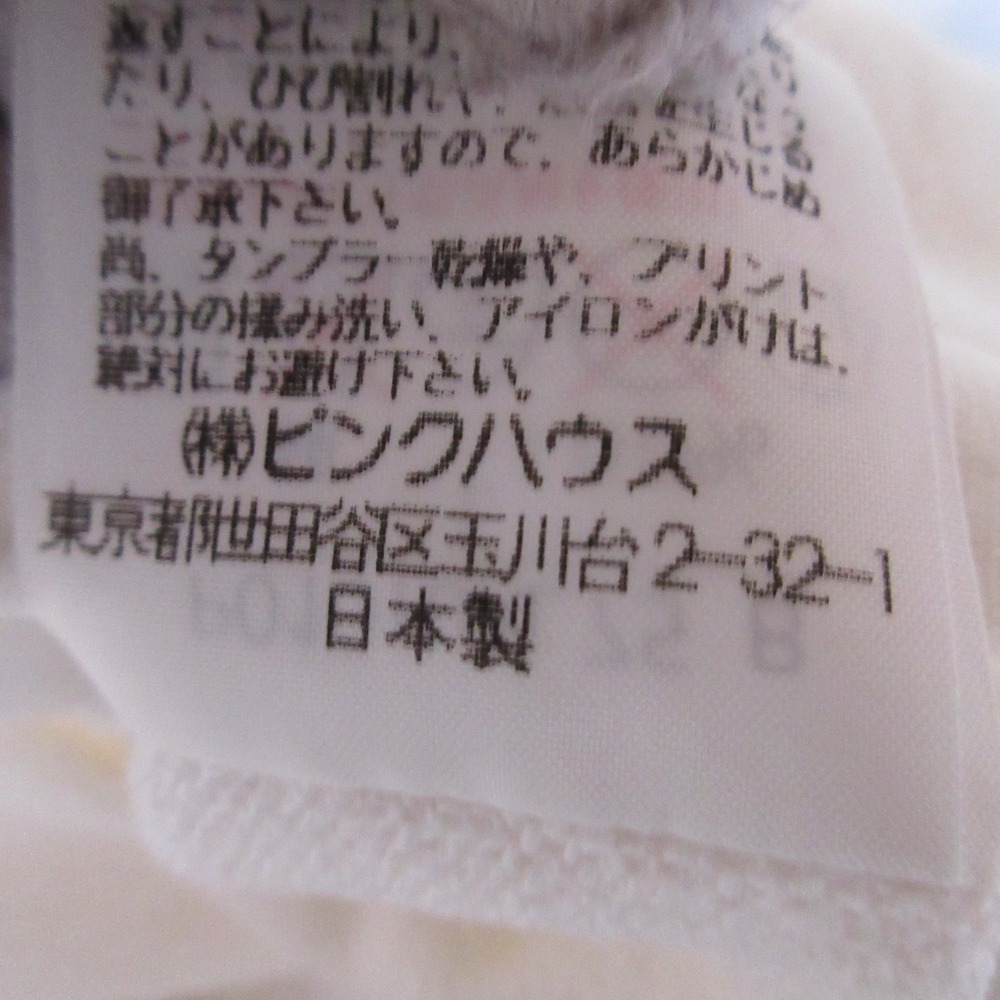 返すことにより、
たり、ひび割れ
ことがありますので、あらかじめ
御了承下さい。
尚、タンブラー乾燥や、プリント
部分の揉み洗い、アイロンがけは、
絶対にお避け下さい。
㈱ピンクハウス
東京都世田谷区玉川台2-32-1
日本製